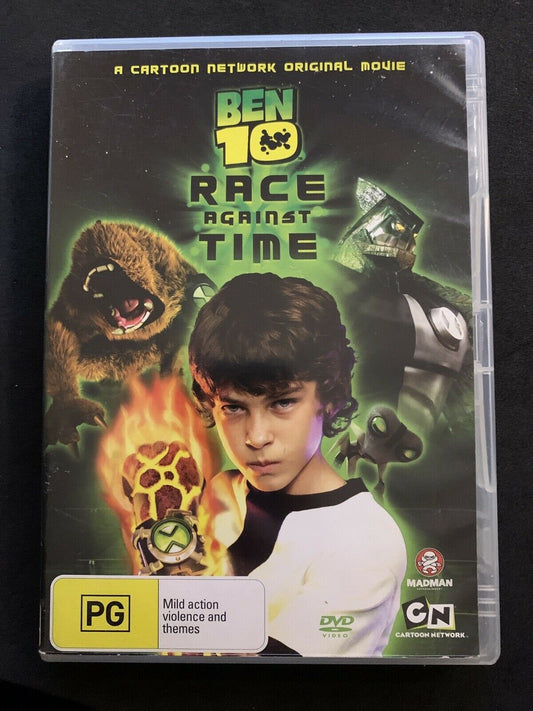 A CARTOON NETWORK ORIGINAL MOVIE
BEN
10
RACE
AGAINST
TIME
PG
Mild action
violence and
themes
DVD
VIDEO
MADMAN
ENTERTAINMENT
CN
CARTOON NETWORK